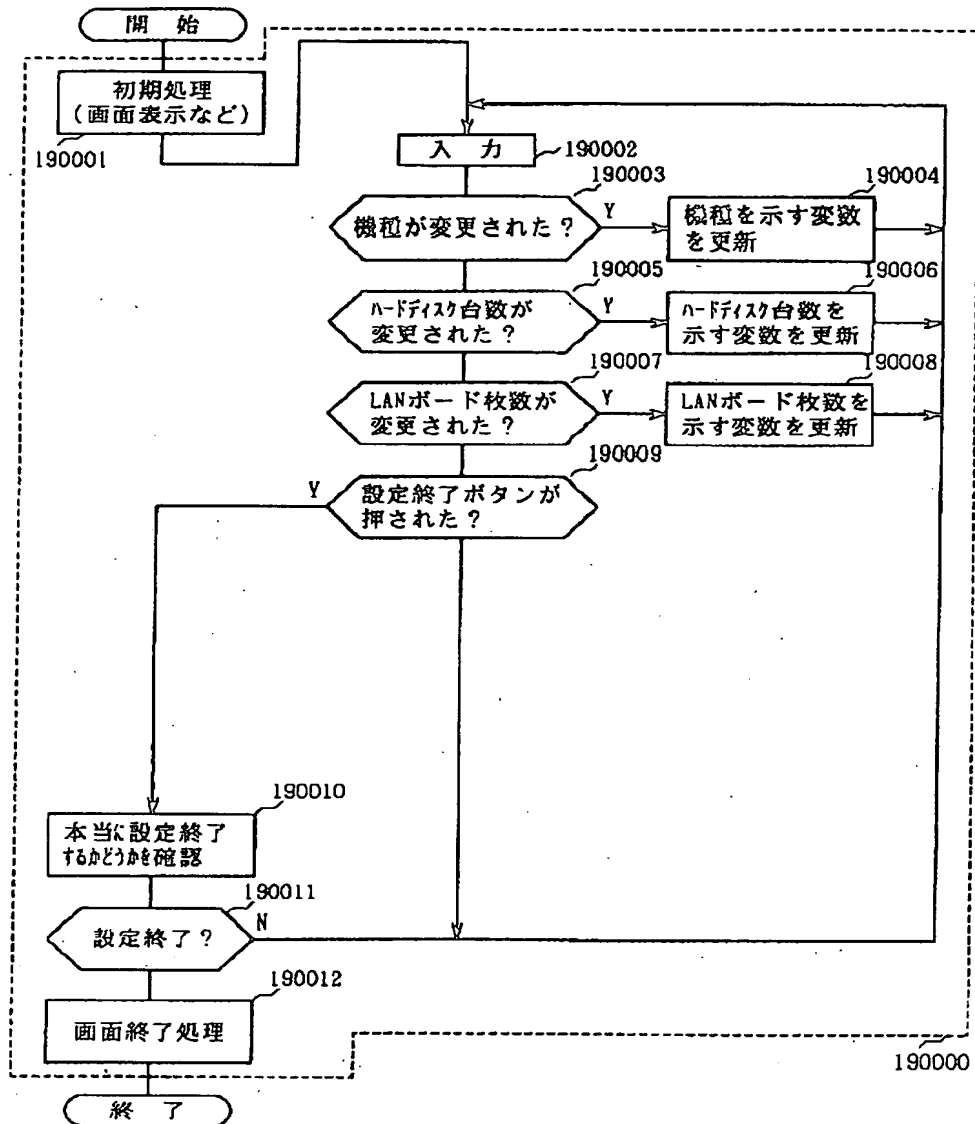 開始
初期処理
(画面表示など)
190001
入力
190002
190003
機種が変更された？
Y
190004
機種を示す変数
を更新
190005
ハードディスク台数が
変更された？
Y
190006
ハードディスク台数を
示す変数を更新
190007
LANボード枚数が
変更された？
Y
190008
LANボード枚数を
示す変数を更新
190009
設定終了ボタンが
押された？
Y
190010
本当に設定終了
するかどうかを確認
190011
設定終了？
N
190012
画面終了処理
190000
終了